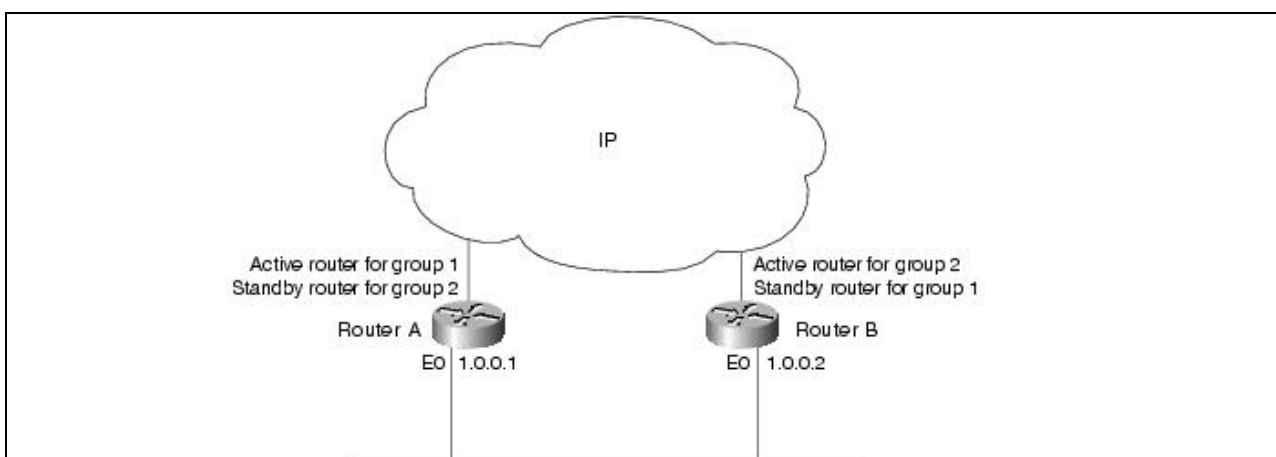 IP
Active router for group 1
Standby router for group 2
Active router for group 2
Standby router for group 1
Router A
Router B
E0 1.0.0.1
E0 1.0.0.2